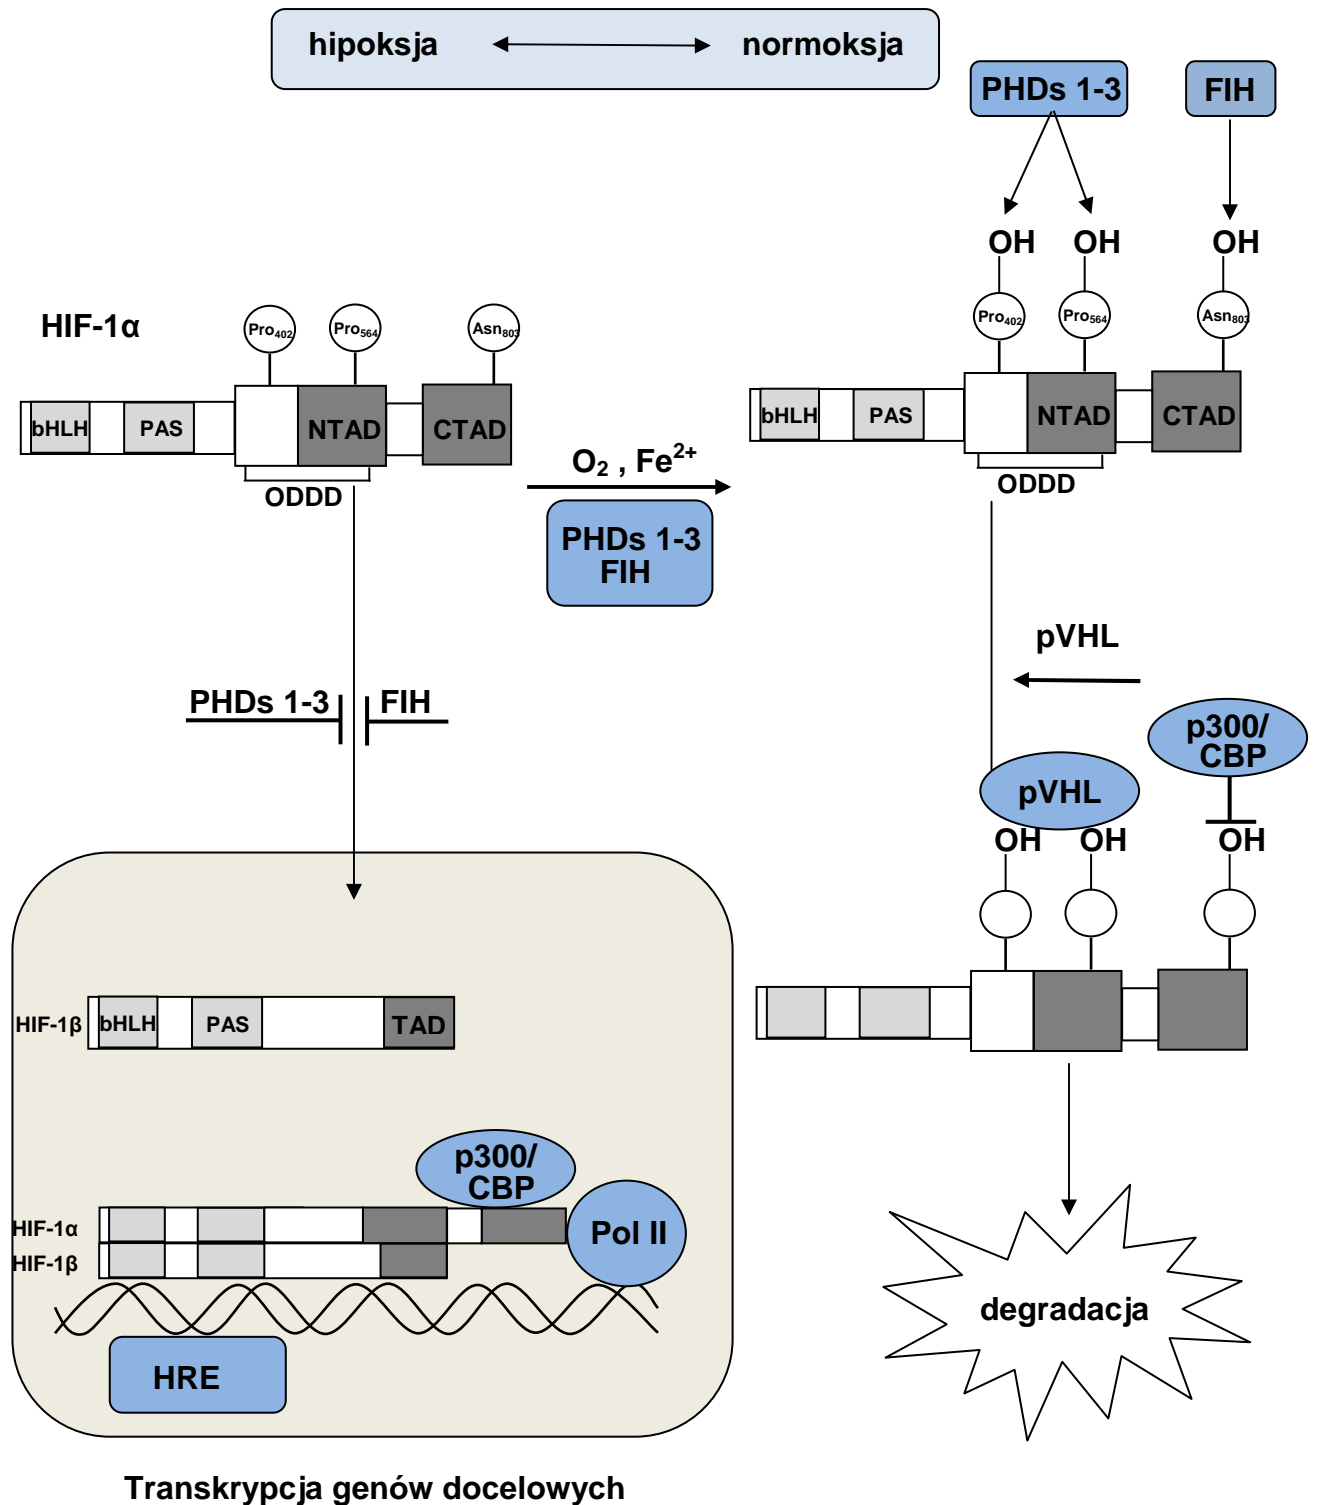 hipoksja normoksja
PHDs 1-3 FIH
OH OH OH
HIF-1α
Pro402 Pro564 Asn803
Pro402 Pro564 Asn803
bHLH PAS NTAD CTAD
ODDD
O2 , Fe2+
PHDs 1-3
FIH
bHLH PAS NTAD CTAD
ODDD
PHDs 1-3 FIH
pVHL
p300/
CBP
pVHL
OH OH OH
HIF-1β bHLH PAS TAD
p300/
CBP
HIF-1α
HIF-1β
Pol II
HRE
degradacja
Transkrypcja genów docelowych